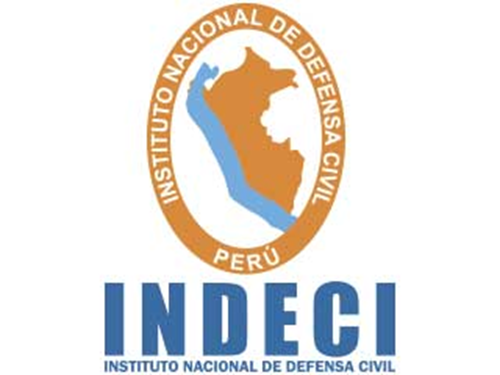 INSTITUTO NACIONAL DE DEFENSA CIVIL
PERÚ
INDECI
INSTITUTO NACIONAL DE DEFENSA CIVIL